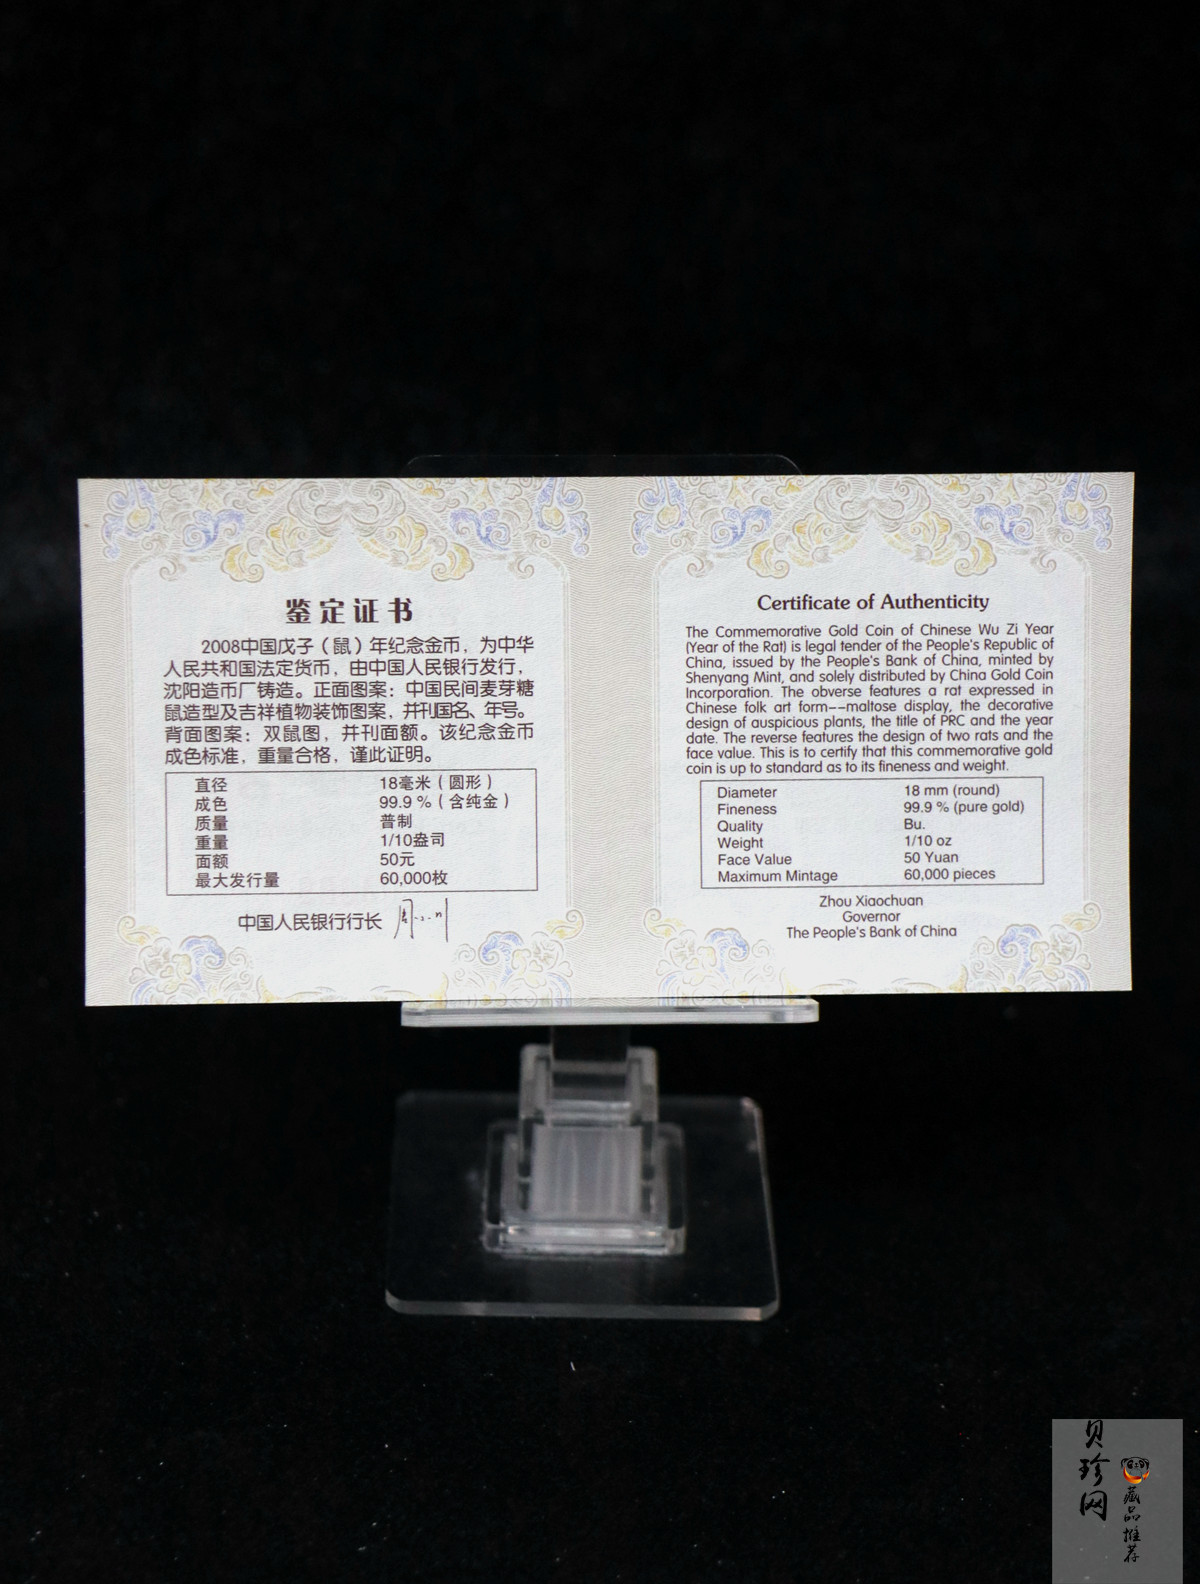 鉴定证书
2008中国戊子(鼠)年纪念金币，为中华
人民共和国法定货币，由中国人民银行发行，
沈阳造币厂铸造。正面图案：中国民间麦芽糖
鼠造型及吉祥植物装饰图案，并刊国名、年号。
背面图案：双鼠图，并刊面额。该纪念金币
成色标准，重量合格，谨此证明。
直径 18毫米(圆形)
成色 99.9 %(含纯金)
质量 普制
重量 1/10盎司
面额 50元
最大发行量 60,000枚
中国人民银行行长
Certificate of Authenticity
The Commemorative Gold Coin of Chinese Wu Zi Year
(Year of the Rat) is legal tender of the People's Republic of
China, issued by the People's Bank of China, minted by
Shenyang Mint, and solely distributed by China Gold Coin
Incorporation. The obverse features a rat expressed in
Chinese folk art form--maltose display, the decorative
design of auspicious plants, the title of PRC and the year
date. The reverse features the design of two rats and the
face value. This is to certify that this commemorative gold
coin is up to standard as to its fineness and weight.
Diameter 18 mm (round)
Fineness 99.9 % (pure gold)
Quality Bu.
Weight 1/10 oz
Face Value 50 Yuan
Maximum Mintage 60,000 pieces
Zhou Xiaochuan
Governor
The People's Bank of China
贝珍网
藏品推荐